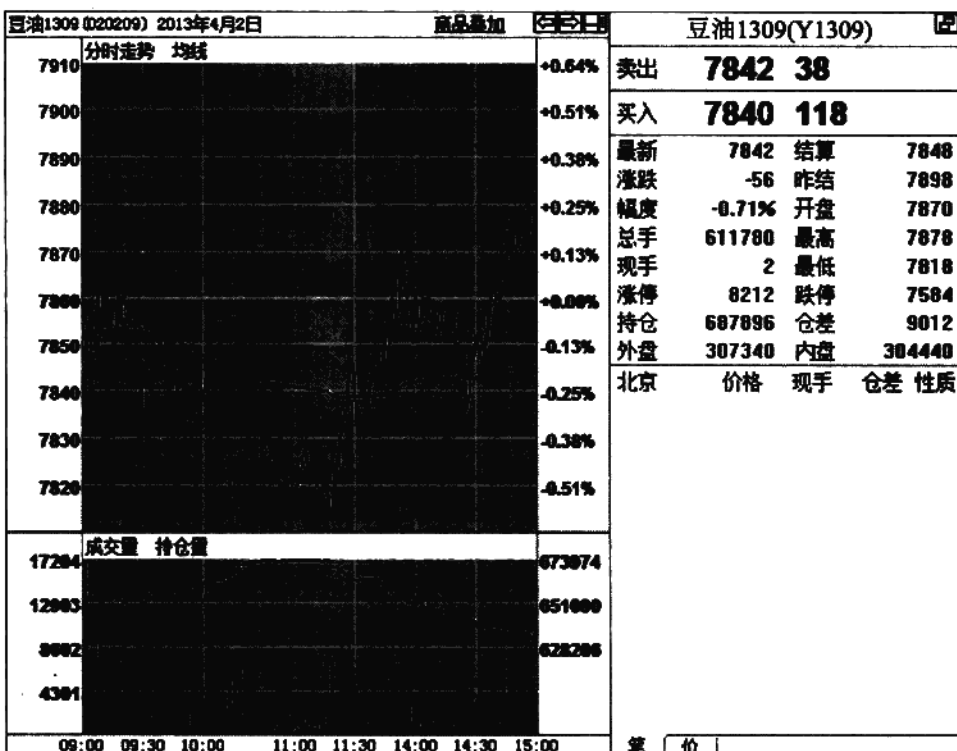 豆油1309 (020209) 2013年4月2日 商品叠加
分时走势 均线
7910 +0.64%
7900 +0.51%
7890 +0.38%
7880 +0.25%
7870 +0.13%
7860 +0.00%
7850 -0.13%
7840 -0.25%
7830 -0.38%
7820 -0.51%
成交量 持仓量
17204 673974
12903
8602
4301
09:00 09:30 10:00 11:00 11:30 14:00 14:30 15:00
豆油1309(Y1309)
卖出 7842 38
买入 7840 118
最新 7842 结算 7848
涨跌 -56 昨结 7898
幅度 -0.71% 开盘 7870
总手 611780 最高 7878
现手 2 最低 7818
涨停 8212 跌停 7584
持仓 687896 仓差 9012
外盘 307340 内盘 304440
北京 价格 现手 仓差 性质
笔 价